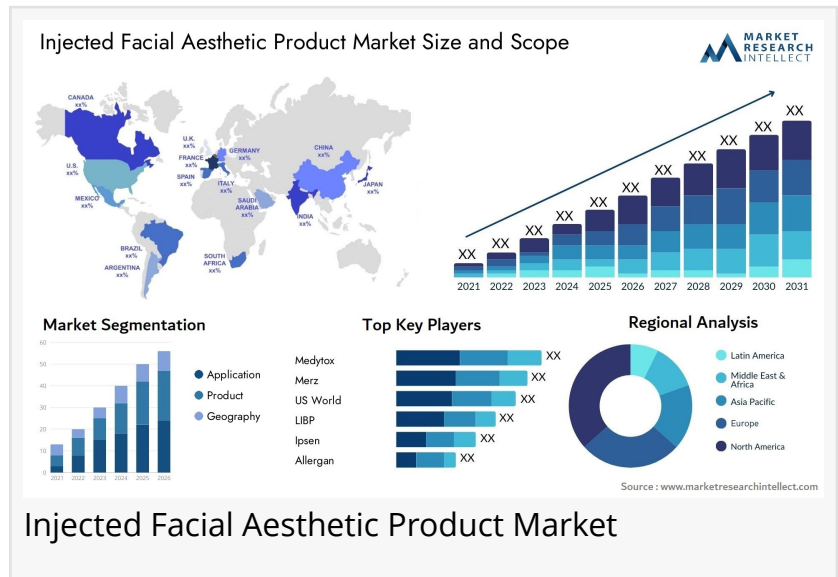 Injected Facial Aesthetic Product Market Size and Scope
MARKET
RESEARCH
INTELLECT
CANADA
xx%
U.S.
xx%
MEXICO
xx%
BRAZIL
xx%
ARGENTINA
xx%
U.K.
xx%
FRANCE
xx%
SPAIN
xx%
GERMANY
xx%
ITALY
xx%
SAUDI
ARABIA
xx%
SOUTH
AFRICA
xx%
CHINA
xx%
INDIA
xx%
JAPAN
xx%
XX
XX
XX
XX
XX
XX
XX
XX
XX
XX
XX
2021 2022 2023 2024 2025 2026 2027 2028 2029 2030 2031
Market Segmentation
60
50
40
30
20
10
0
2021 2022 2023 2024 2025 2026
Application
Product
Geography
Top Key Players
Medytox XX
Merz XX
US World XX
LIBP XX
Ipsen XX
Allergan XX
Regional Analysis
Latin America
Middle East &
Africa
Asia Pacific
Europe
North America
Source : www.marketresearchintellect.com
Injected Facial Aesthetic Product Market